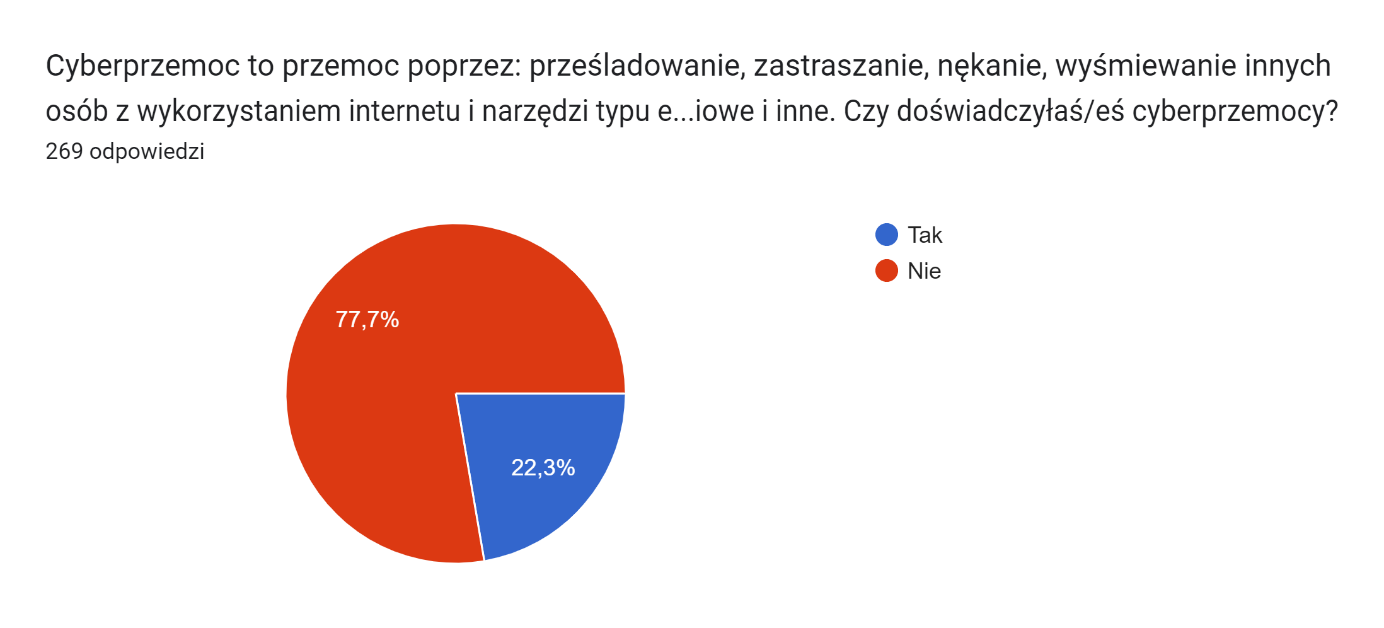 Cyberprzemoc to przemoc poprzez: prześladowanie, zastraszanie, nękanie, wyśmiewanie innych
osób z wykorzystaniem internetu i narzędzi typu e...iowe i inne. Czy doświadczyłaś/eś cyberprzemocy?
269 odpowiedzi
Tak
Nie
77,7%
22,3%